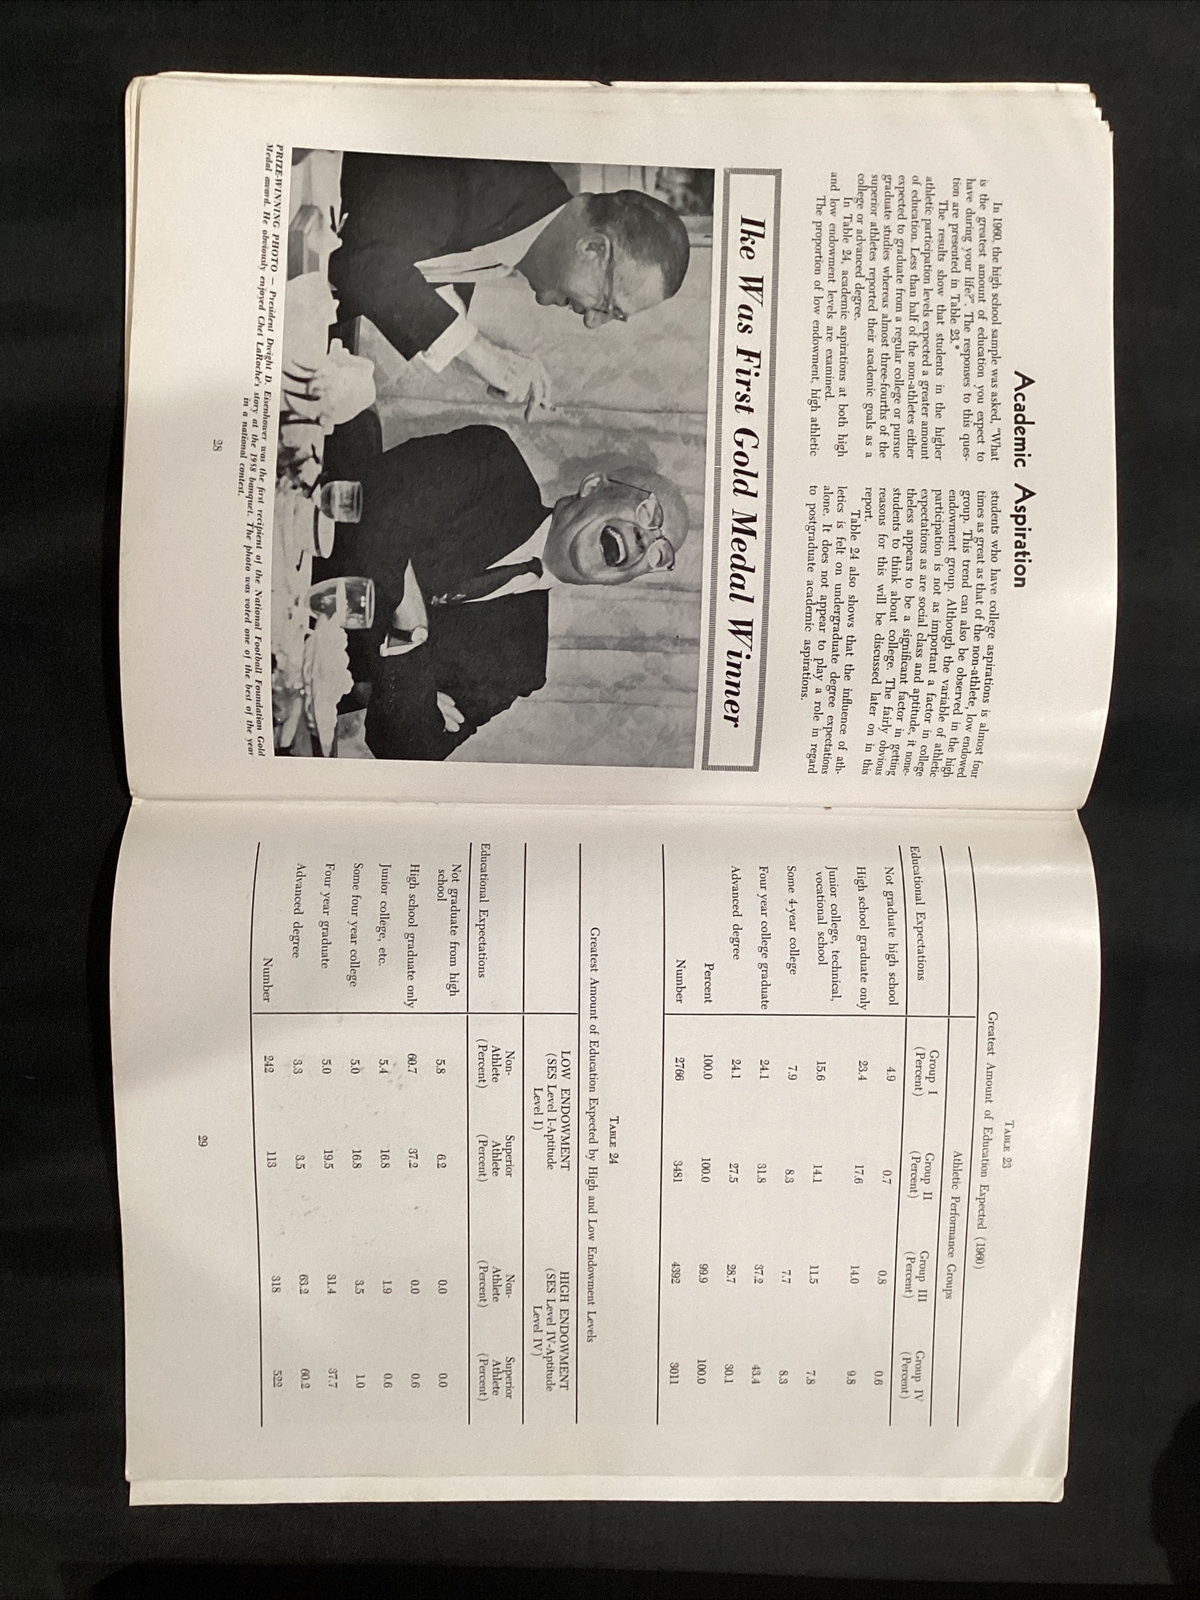 Academic Aspiration
In 1960, the high school sample was asked, "What
is the greatest amount of education you expect to
have during your life?". The responses to this ques-
tion are presented in Table 23.*
The results show that students in the higher
athletic participation levels expected a greater amount
of education. Less than half of the non-athletes either
expected to graduate from a regular college or pursue
graduate studies whereas almost three-fourths of the
superior athletes reported their academic goals as a
college or advanced degree.
In Table 24, academic aspirations at both high
and low endowment levels are examined.
The proportion of low endowment, high athletic
students who have college aspirations is almost four
times as great as that of the non-athlete, low endowed
group. This trend can also be observed in the high
endowment group. Although the variable of athletic
participation is not as important a factor in college
expectations as are social class and aptitude, it none-
theless appears to be a significant factor in getting
students to think about college. The fairly obvious
reasons for this will be discussed later on in this
report.
Table 24 also shows that the influence of ath-
letics is felt on undergraduate degree expectations
alone. It does not appear to play a role in regard
to postgraduate academic aspirations.
Ike Was First Gold Medal Winner
PRIZE-WINNING PHOTO — President Dwight D. Eisenhower was the first recipient of the National Football Foundation Gold
Medal award. He obviously enjoyed Chet LaRoche's story at the 1958 banquet. The photo was voted one of the best of the year
in a national contest.
28
TABLE 23
Greatest Amount of Education Expected (1960)
Athletic Performance Groups
Educational Expectations Group I (Percent) Group II (Percent) Group III (Percent) Group IV (Percent)
Not graduate high school 4.9 0.7 0.8 0.6
High school graduate only 23.4 17.6 14.0 9.8
Junior college, technical,
vocational school 15.6 14.1 11.5 7.8
Some 4-year college 7.9 8.3 7.7 8.3
Four year college graduate 24.1 31.8 37.2 43.4
Advanced degree 24.1 27.5 28.7 30.1
Percent 100.0 100.0 99.9 100.0
Number 2766 3481 4392 3011
TABLE 24
Greatest Amount of Education Expected by High and Low Endowment Levels
LOW ENDOWMENT
(SES Level I-Aptitude
Level I)
HIGH ENDOWMENT
(SES Level IV-Aptitude
Level IV)
Educational Expectations Non-Athlete (Percent) Superior Athlete (Percent) Non-Athlete (Percent) Superior Athlete (Percent)
Not graduate from high
school 5.8 6.2 0.0 0.0
High school graduate only 60.7 37.2 0.0 0.6
Junior college, etc. 5.4 16.8 1.9 0.6
Some four year college 5.0 16.8 3.5 1.0
Four year graduate 5.0 19.5 31.4 37.7
Advanced degree 3.3 3.5 63.2 60.2
Number 242 113 318 522
29